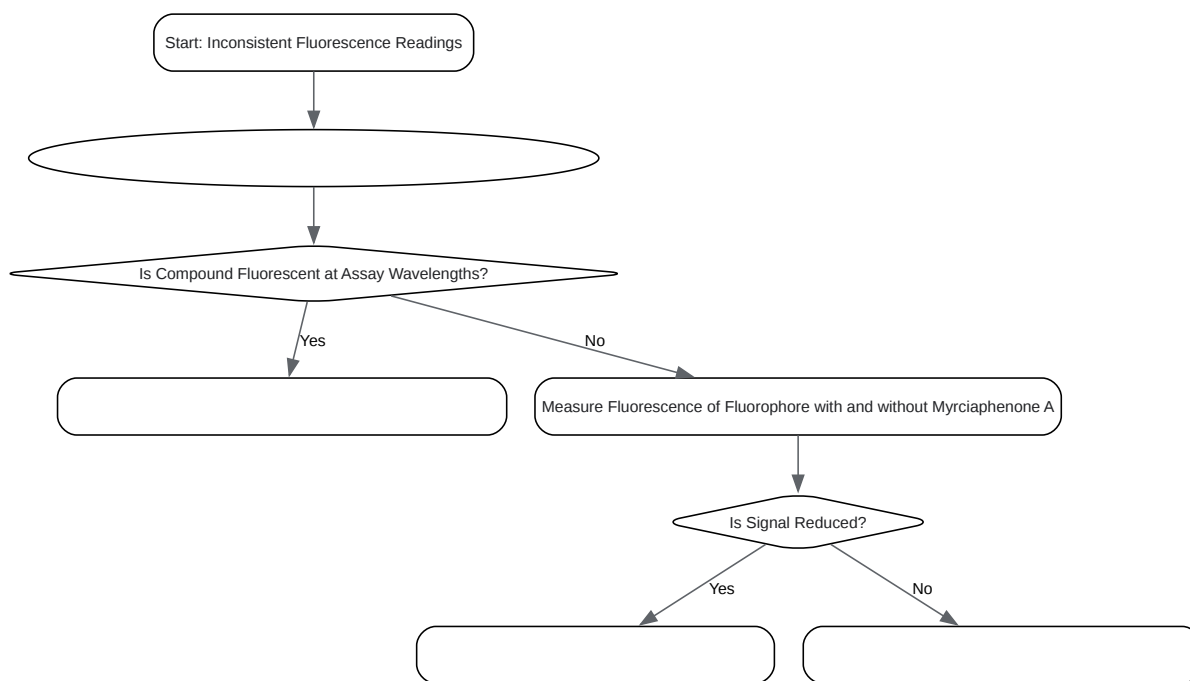 Start: Inconsistent Fluorescence Readings
Is Compound Fluorescent at Assay Wavelengths?
Yes
No
Measure Fluorescence of Fluorophore with and without Myrciaphenone A
Is Signal Reduced?
Yes
No